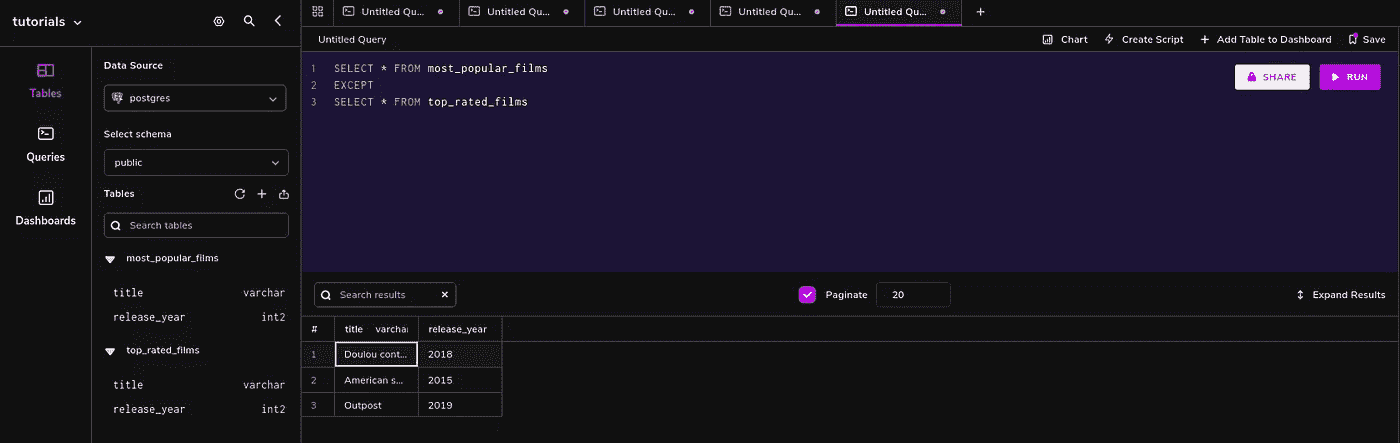 tutorials
Untitled Qu...
Untitled Qu...
Untitled Qu...
Untitled Qu...
Untitled Qu...
Untitled Query
Chart
Create Script
Add Table to Dashboard
Save
Tables
Queries
Dashboards
Data Source
postgres
Select schema
public
Tables
Search tables
most_popular_films
title varchar
release_year int2
top_rated_films
title varchar
release_year int2
1 SELECT * FROM most_popular_films
2 EXCEPT
3 SELECT * FROM top_rated_films
SHARE
RUN
Search results
Paginate 20
Expand Results
# title varcha release_year
1 Doulou cont... 2018
2 American s... 2015
3 Outpost 2019